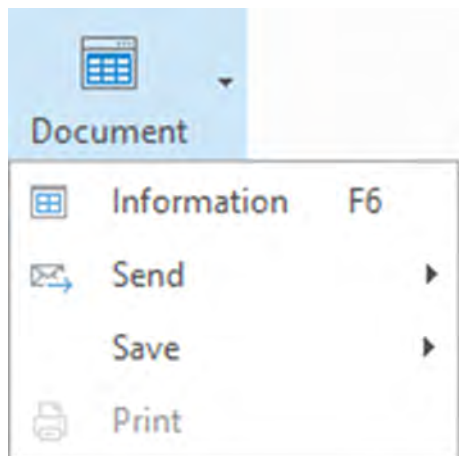 Document
Information F6
Send
Save
Print